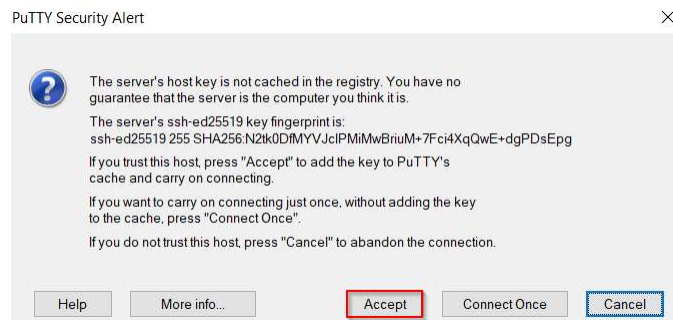 PuTTY Security Alert
The server's host key is not cached in the registry. You have no
guarantee that the server is the computer you think it is.
The server's ssh-ed25519 key fingerprint is:
ssh-ed25519 255 SHA256:N2tk0DfMYVJclPMiMwBriuM+7Fci4XqQwE+dgPDsEpg
If you trust this host, press "Accept" to add the key to PuTTY's
cache and carry on connecting.
If you want to carry on connecting just once, without adding the key
to the cache, press "Connect Once".
If you do not trust this host, press "Cancel" to abandon the connection.
Help More info... Accept Connect Once Cancel